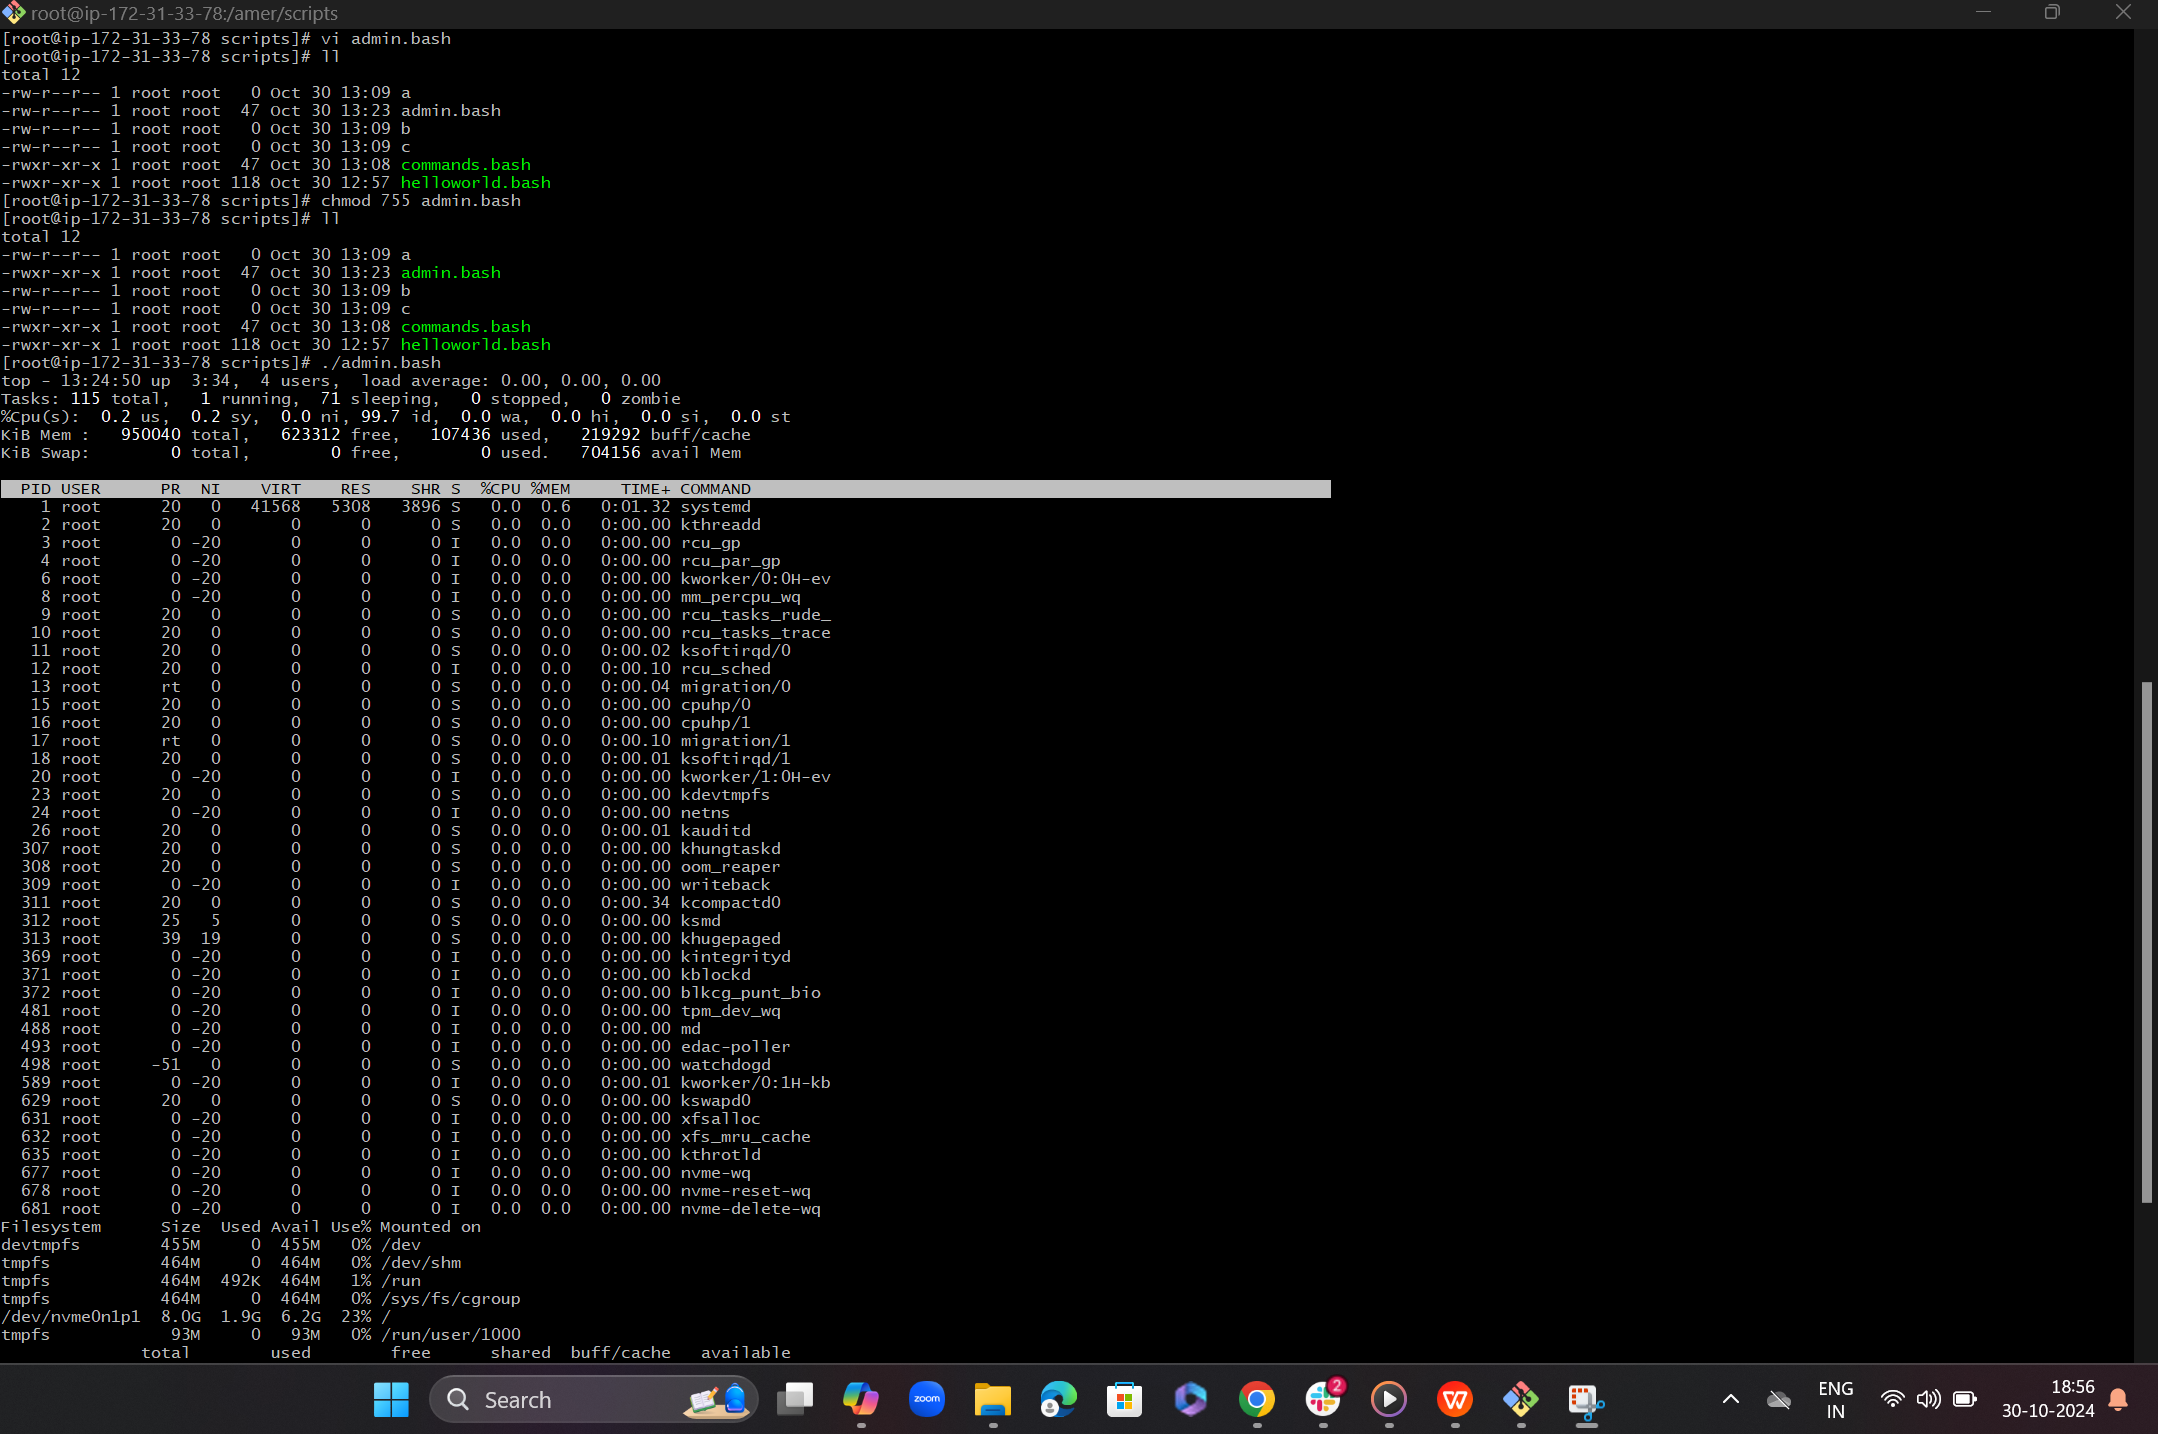 root@ip-172-31-33-78:/amer/scripts
[root@ip-172-31-33-78 scripts]# vi admin.bash
[root@ip-172-31-33-78 scripts]# ll
total 12
-rw-r--r-- 1 root root   0 Oct 30 13:09 a
-rw-r--r-- 1 root root  47 Oct 30 13:23 admin.bash
-rw-r--r-- 1 root root   0 Oct 30 13:09 b
-rw-r--r-- 1 root root   0 Oct 30 13:09 c
-rwxr-xr-x 1 root root  47 Oct 30 13:08 commands.bash
-rwxr-xr-x 1 root root 118 Oct 30 12:57 helloworld.bash
[root@ip-172-31-33-78 scripts]# chmod 755 admin.bash
[root@ip-172-31-33-78 scripts]# ll
total 12
-rw-r--r-- 1 root root   0 Oct 30 13:09 a
-rwxr-xr-x 1 root root  47 Oct 30 13:23 admin.bash
-rw-r--r-- 1 root root   0 Oct 30 13:09 b
-rw-r--r-- 1 root root   0 Oct 30 13:09 c
-rwxr-xr-x 1 root root  47 Oct 30 13:08 commands.bash
-rwxr-xr-x 1 root root 118 Oct 30 12:57 helloworld.bash
[root@ip-172-31-33-78 scripts]# ./admin.bash
top - 13:24:50 up  3:34,  4 users,  load average: 0.00, 0.00, 0.00
Tasks: 115 total,   1 running,  71 sleeping,   0 stopped,   0 zombie
%Cpu(s):  0.2 us,  0.2 sy,  0.0 ni, 99.7 id,  0.0 wa,  0.0 hi,  0.0 si,  0.0 st
KiB Mem :   950040 total,   623312 free,   107436 used,   219292 buff/cache
KiB Swap:        0 total,        0 free,        0 used.   704156 avail Mem
PID USER      PR  NI    VIRT    RES    SHR S  %CPU %MEM     TIME+ COMMAND
1 root      20   0   41568   5308   3896 S   0.0  0.6   0:01.32 systemd
2 root      20   0       0      0      0 S   0.0  0.0   0:00.00 kthreadd
3 root       0 -20       0      0      0 I   0.0  0.0   0:00.00 rcu_gp
4 root       0 -20       0      0      0 I   0.0  0.0   0:00.00 rcu_par_gp
6 root       0 -20       0      0      0 I   0.0  0.0   0:00.00 kworker/0:0H-ev
8 root       0 -20       0      0      0 I   0.0  0.0   0:00.00 mm_percpu_wq
9 root      20   0       0      0      0 S   0.0  0.0   0:00.00 rcu_tasks_rude_
10 root      20   0       0      0      0 S   0.0  0.0   0:00.00 rcu_tasks_trace
11 root      20   0       0      0      0 S   0.0  0.0   0:00.02 ksoftirqd/0
12 root      20   0       0      0      0 I   0.0  0.0   0:00.10 rcu_sched
13 root      rt   0       0      0      0 S   0.0  0.0   0:00.04 migration/0
15 root      20   0       0      0      0 S   0.0  0.0   0:00.00 cpuhp/0
16 root      20   0       0      0      0 S   0.0  0.0   0:00.00 cpuhp/1
17 root      rt   0       0      0      0 S   0.0  0.0   0:00.10 migration/1
18 root      20   0       0      0      0 S   0.0  0.0   0:00.01 ksoftirqd/1
20 root       0 -20       0      0      0 I   0.0  0.0   0:00.00 kworker/1:0H-ev
23 root      20   0       0      0      0 S   0.0  0.0   0:00.00 kdevtmpfs
24 root       0 -20       0      0      0 I   0.0  0.0   0:00.00 netns
26 root      20   0       0      0      0 S   0.0  0.0   0:00.01 kauditd
307 root      20   0       0      0      0 S   0.0  0.0   0:00.00 khungtaskd
308 root      20   0       0      0      0 S   0.0  0.0   0:00.00 oom_reaper
309 root       0 -20       0      0      0 I   0.0  0.0   0:00.00 writeback
311 root      20   0       0      0      0 S   0.0  0.0   0:00.34 kcompactd0
312 root      25   5       0      0      0 S   0.0  0.0   0:00.00 ksmd
313 root      39  19       0      0      0 S   0.0  0.0   0:00.00 khugepaged
369 root       0 -20       0      0      0 I   0.0  0.0   0:00.00 kintegrityd
371 root       0 -20       0      0      0 I   0.0  0.0   0:00.00 kblockd
372 root       0 -20       0      0      0 I   0.0  0.0   0:00.00 blkcg_punt_bio
481 root       0 -20       0      0      0 I   0.0  0.0   0:00.00 tpm_dev_wq
488 root       0 -20       0      0      0 I   0.0  0.0   0:00.00 md
493 root       0 -20       0      0      0 I   0.0  0.0   0:00.00 edac-poller
498 root     -51   0       0      0      0 S   0.0  0.0   0:00.00 watchdogd
589 root       0 -20       0      0      0 I   0.0  0.0   0:00.01 kworker/0:1H-kb
629 root      20   0       0      0      0 S   0.0  0.0   0:00.00 kswapd0
631 root       0 -20       0      0      0 I   0.0  0.0   0:00.00 xfsalloc
632 root       0 -20       0      0      0 I   0.0  0.0   0:00.00 xfs_mru_cache
635 root       0 -20       0      0      0 I   0.0  0.0   0:00.00 kthrotld
677 root       0 -20       0      0      0 I   0.0  0.0   0:00.00 nvme-wq
678 root       0 -20       0      0      0 I   0.0  0.0   0:00.00 nvme-reset-wq
681 root       0 -20       0      0      0 I   0.0  0.0   0:00.00 nvme-delete-wq
Filesystem      Size  Used Avail Use% Mounted on
devtmpfs        455M     0  455M   0% /dev
tmpfs           464M     0  464M   0% /dev/shm
tmpfs           464M  492K  464M   1% /run
tmpfs           464M     0  464M   0% /sys/fs/cgroup
/dev/nvme0n1p1  8.0G  1.9G  6.2G  23% /
tmpfs            93M     0   93M   0% /run/user/1000
total        used        free      shared  buff/cache   available
Search
zoom
2
W
ENG
IN
18:56
30-10-2024